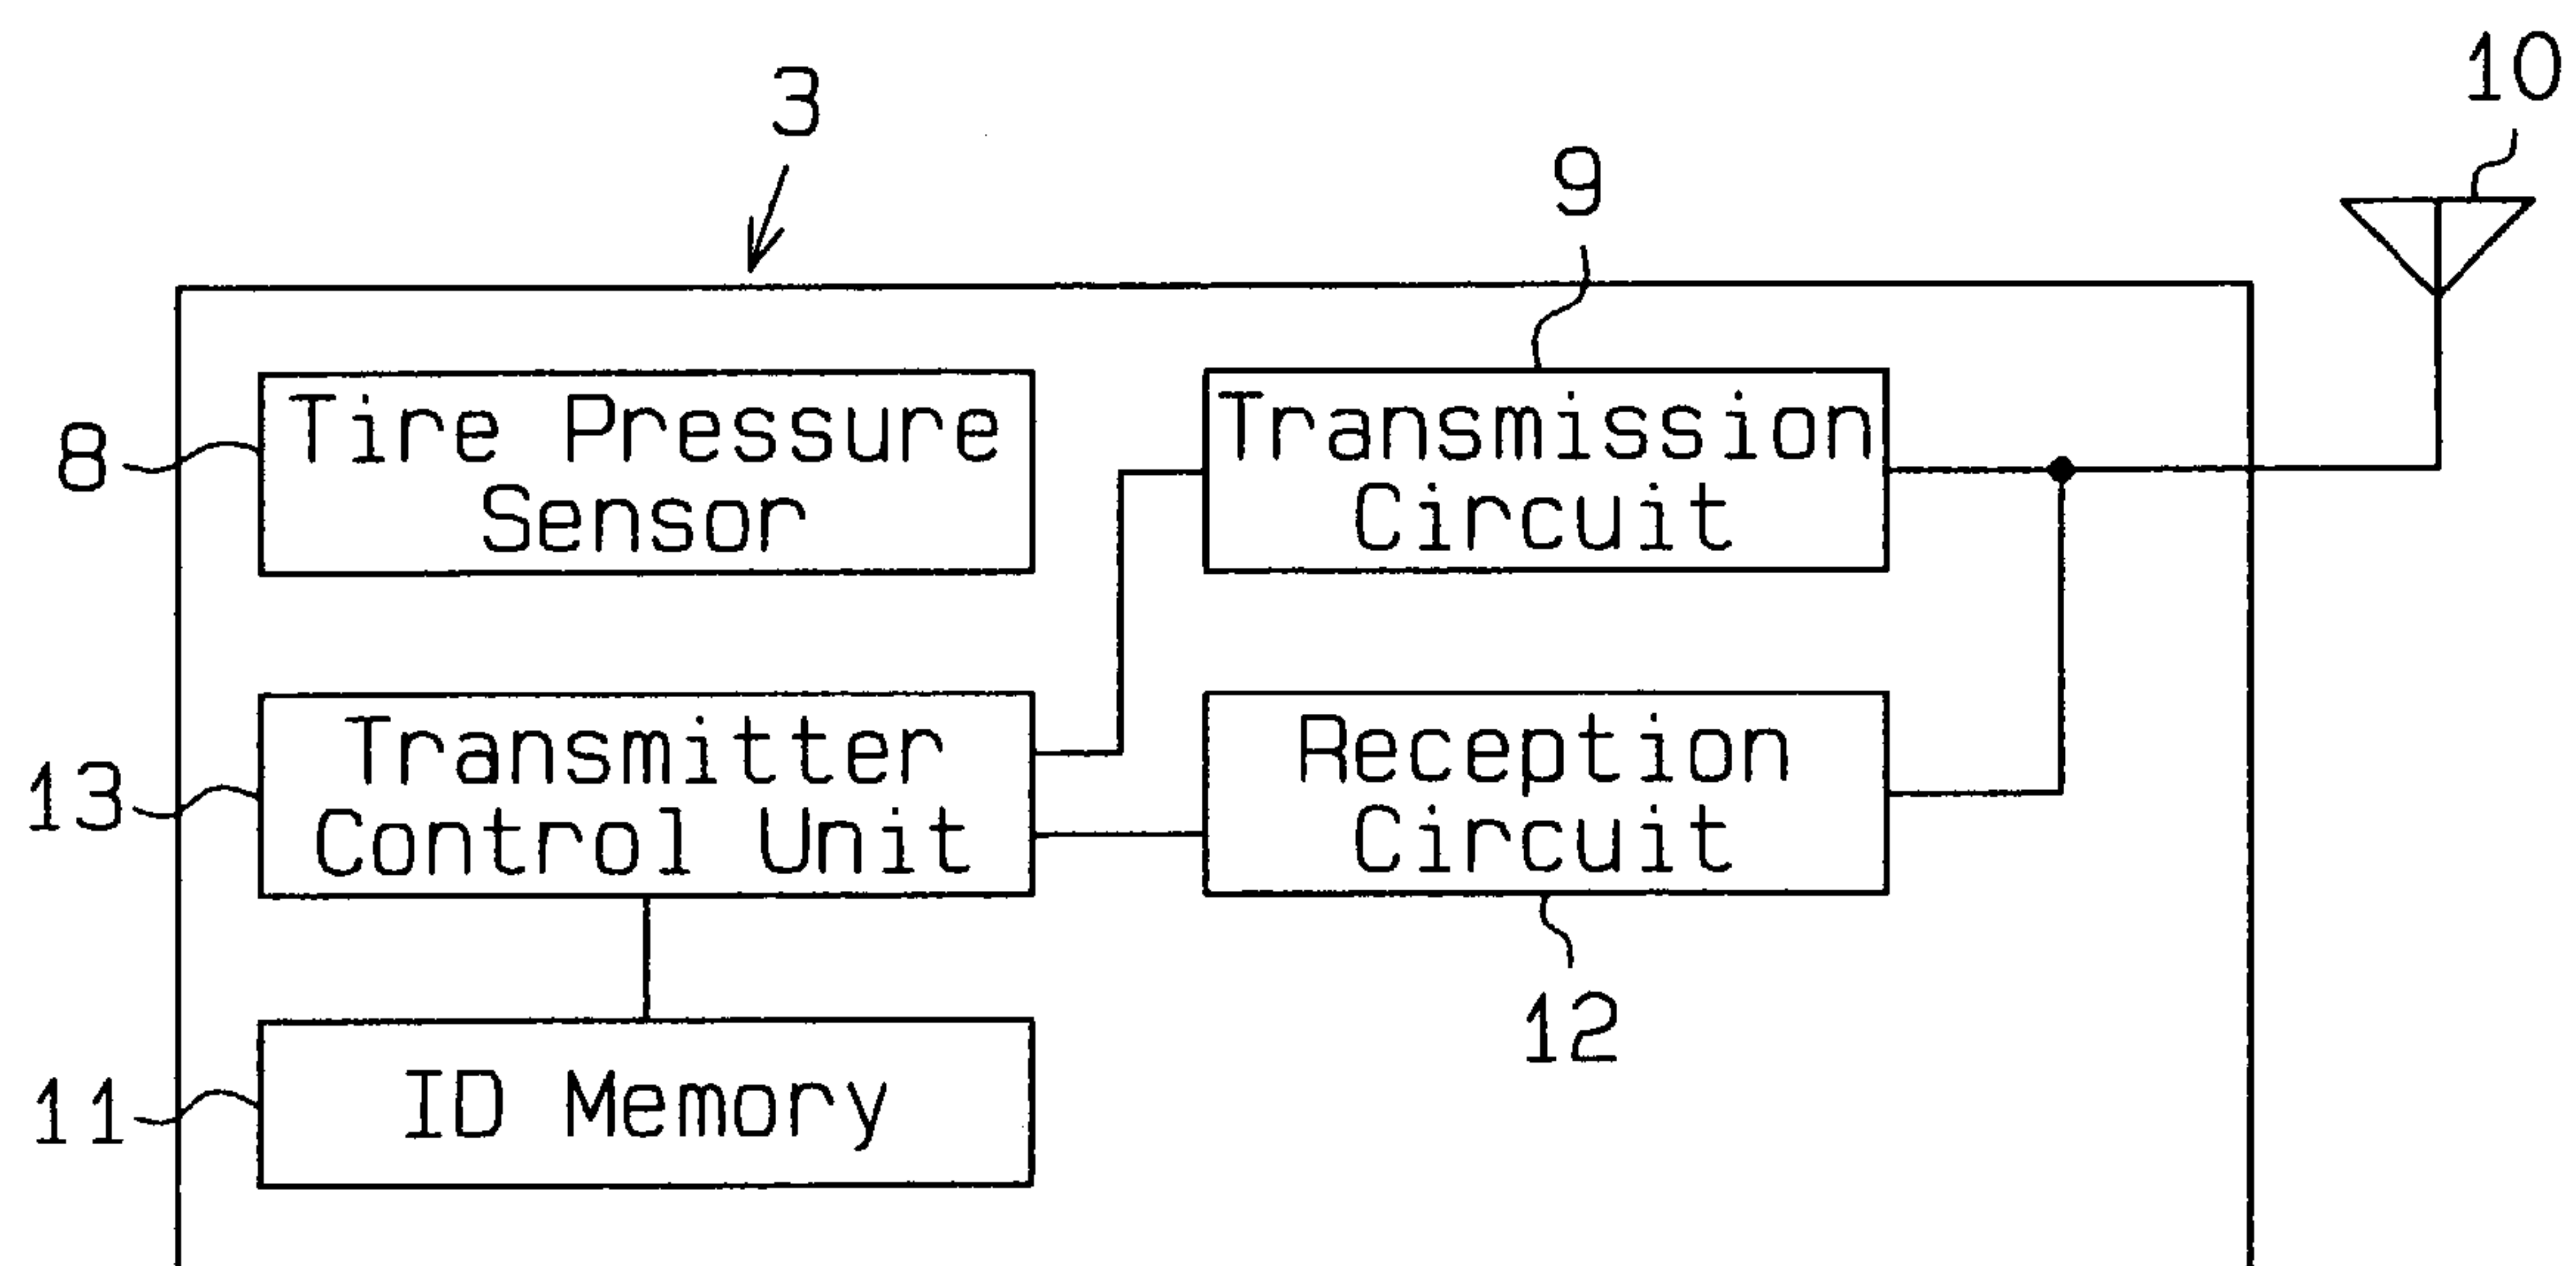 3
10
9
8
Tire Pressure
Sensor
Transmission
Circuit
13
Transmitter
Control Unit
Reception
Circuit
12
11
ID Memory